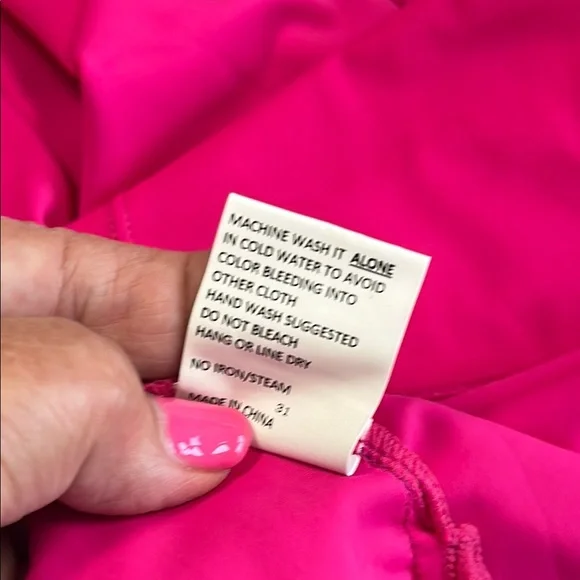 MACHINE WASH IT ALONE
IN COLD WATER TO AVOID
COLOR BLEEDING INTO
OTHER CLOTH
HAND WASH SUGGESTED
DO NOT BLEACH
HANG OR LINE DRY
NO IRON/STEAM
31
MADE IN CHINA